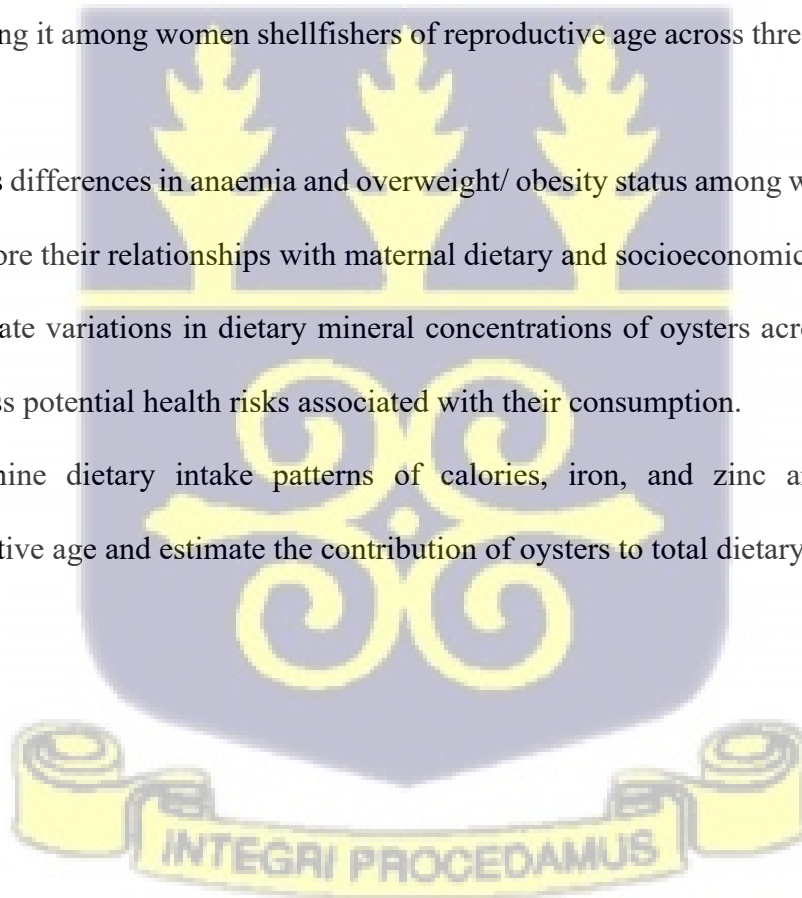 ng it among women shellfishers of reproductive age across thre
s differences in anaemia and overweight/ obesity status among w
ore their relationships with maternal dietary and socioeconomic
ate variations in dietary mineral concentrations of oysters acro
ss potential health risks associated with their consumption.
nine dietary intake patterns of calories, iron, and zinc a
tive age and estimate the contribution of oysters to total dietary
INTEGRI PROCEDAMUS